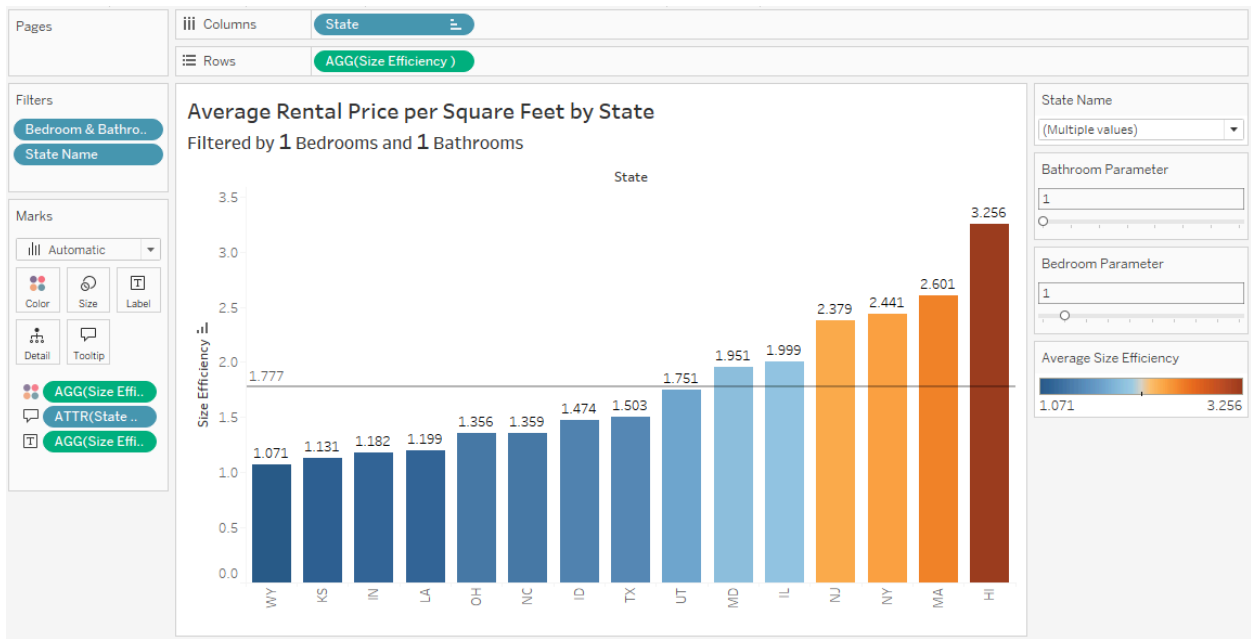 Pages
Columns
State
Rows
AGG(Size Efficiency )
Filters
Bedroom & Bathro..
State Name
Marks
Automatic
Color
Size
Label
Detail
Tooltip
AGG(Size Effi..
ATTR(State ..
AGG(Size Effi..
Average Rental Price per Square Feet by State
Filtered by 1 Bedrooms and 1 Bathrooms
State
Size Efficiency
3.5
3.0
2.5
2.0
1.5
1.0
0.5
0.0
1.777
1.071
1.131
1.182
1.199
1.356
1.359
1.474
1.503
1.751
1.951
1.999
2.379
2.441
2.601
3.256
WY
KS
IN
LA
OH
NC
ID
TX
UT
MD
IL
NJ
NY
MA
HI
State Name
(Multiple values)
Bathroom Parameter
1
Bedroom Parameter
1
Average Size Efficiency
1.071 3.256